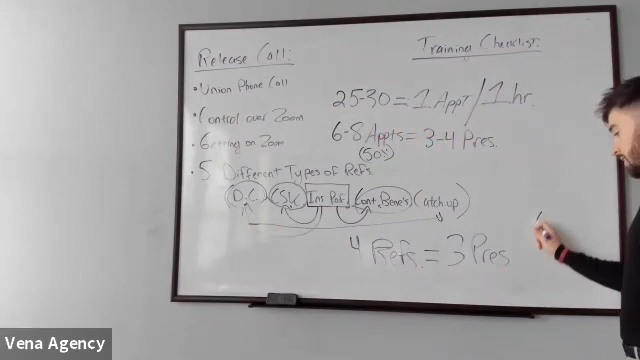 Release Call:
• Union Phone Call
• Control over Zoom
• Getting on Zoom
• 5 Different Types of Refs.
(D.C. CSK Ins. Pol. Cont. Bene's Catch up)
Training Checklist:
25-30 = 1 Appt / 1 hr.
6-8 Appts = 3-4 Pres.
(50%)
4 Refs. = 3 Pres
Vena Agency